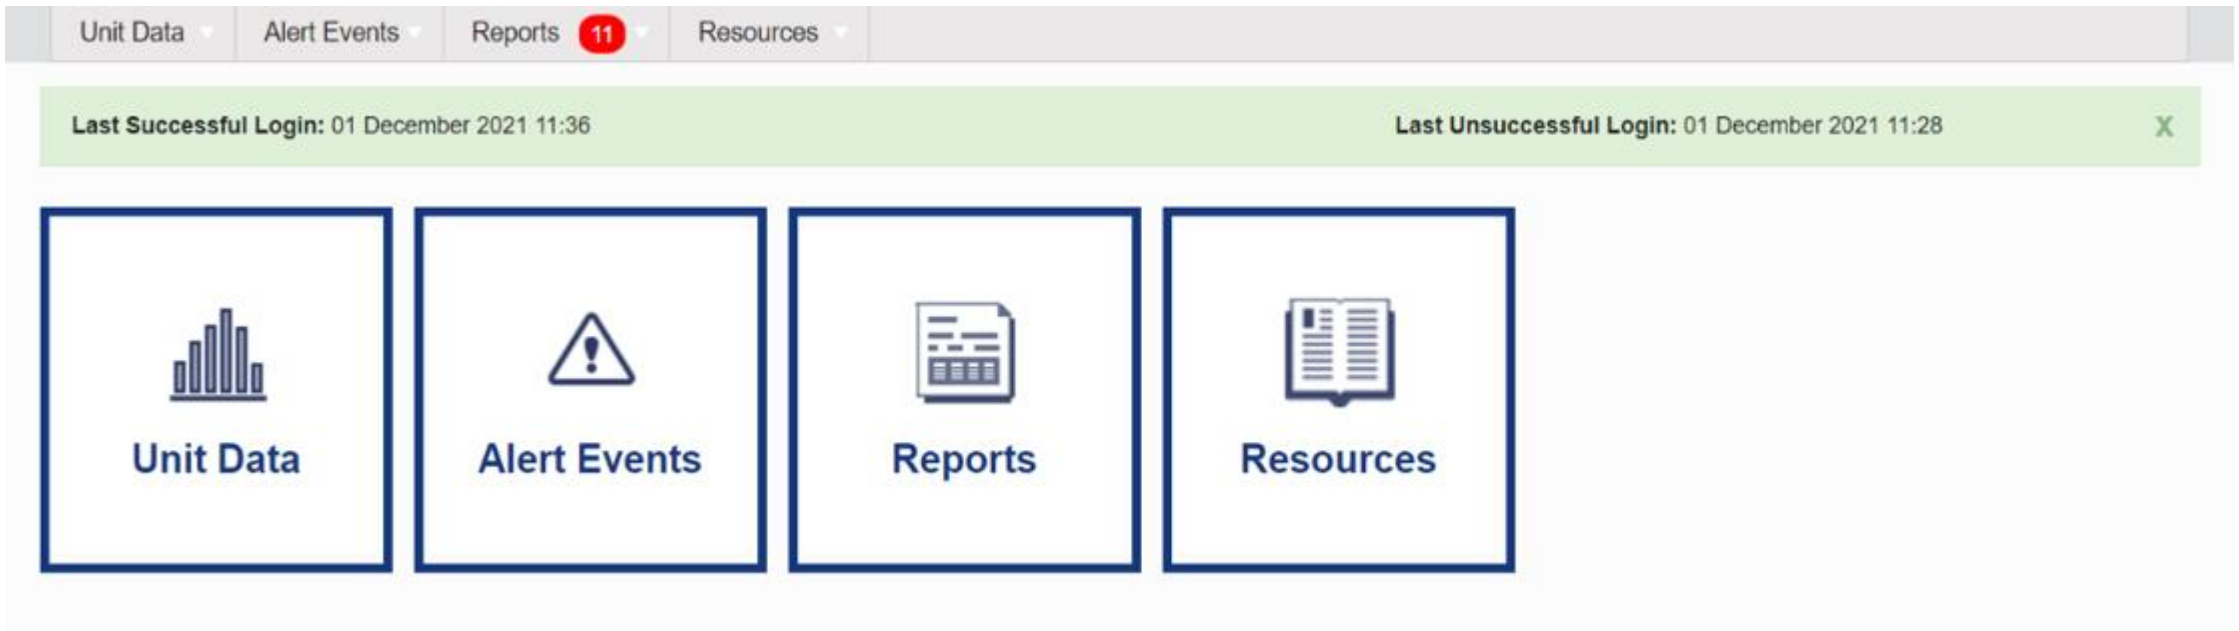 Unit Data Alert Events Reports 11 Resources
Last Successful Login: 01 December 2021 11:36 Last Unsuccessful Login: 01 December 2021 11:28 X
Unit Data Alert Events Reports Resources